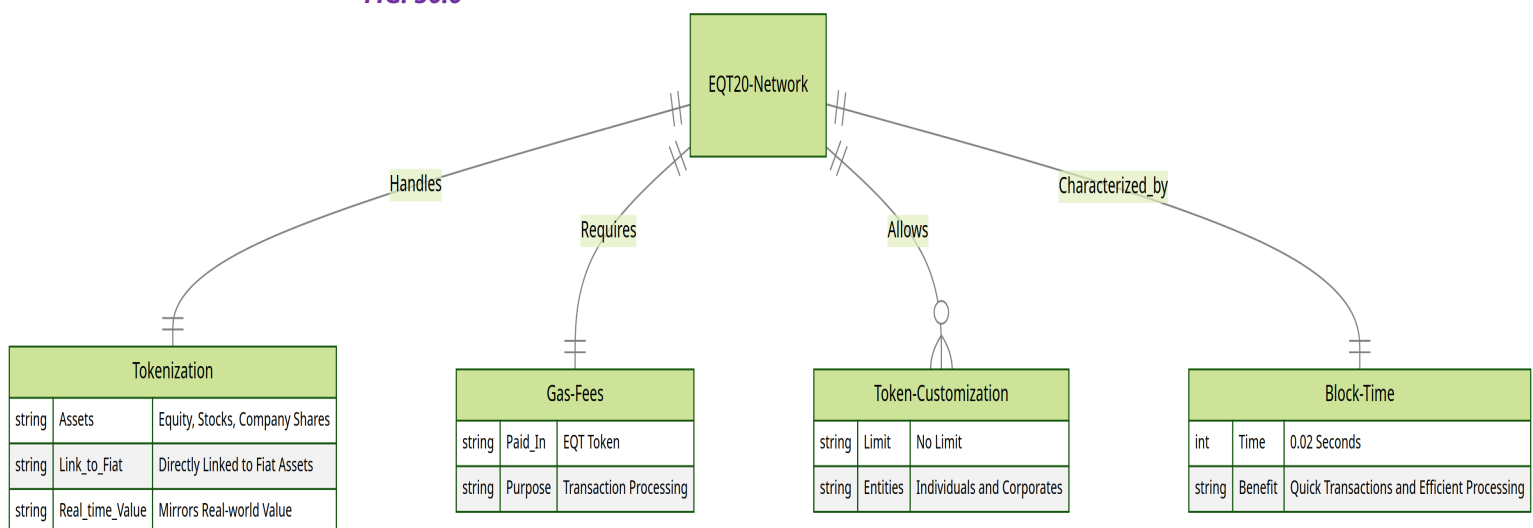 EQT20-Network
Handles
Requires
Allows
Characterized_by
Tokenization
string Assets Equity, Stocks, Company Shares
string Link_to_Fiat Directly Linked to Fiat Assets
string Real_time_Value Mirrors Real-world Value
Gas-Fees
string Paid_In EQT Token
string Purpose Transaction Processing
Token-Customization
string Limit No Limit
string Entities Individuals and Corporates
Block-Time
int Time 0.02 Seconds
string Benefit Quick Transactions and Efficient Processing